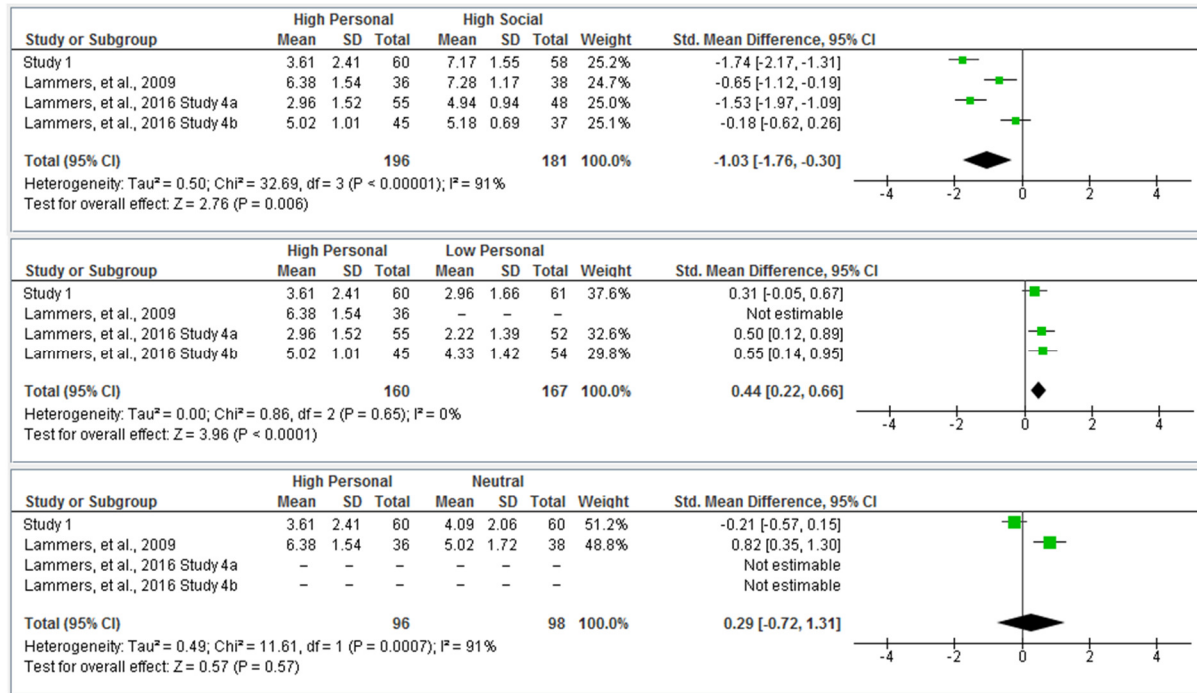 High Personal High Social
Study or Subgroup Mean SD Total Mean SD Total Weight Std. Mean Difference, 95% CI
Study 1 3.61 2.41 60 7.17 1.55 58 25.2% -1.74 [-2.17, -1.31]
Lammers, et al., 2009 6.38 1.54 36 7.28 1.17 38 24.7% -0.65 [-1.12, -0.19]
Lammers, et al., 2016 Study 4a 2.96 1.52 55 4.94 0.94 48 25.0% -1.53 [-1.97, -1.09]
Lammers, et al., 2016 Study 4b 5.02 1.01 45 5.18 0.69 37 25.1% -0.18 [-0.62, 0.26]
Total (95% CI) 196 181 100.0% -1.03 [-1.76, -0.30]
Heterogeneity: Tau² = 0.50; Chi² = 32.69, df = 3 (P < 0.00001); I² = 91%
Test for overall effect: Z = 2.76 (P = 0.006)
-4 -2 0 2 4
High Personal Low Personal
Study or Subgroup Mean SD Total Mean SD Total Weight Std. Mean Difference, 95% CI
Study 1 3.61 2.41 60 2.96 1.66 61 37.6% 0.31 [-0.05, 0.67]
Lammers, et al., 2009 6.38 1.54 36 – – – Not estimable
Lammers, et al., 2016 Study 4a 2.96 1.52 55 2.22 1.39 52 32.6% 0.50 [0.12, 0.89]
Lammers, et al., 2016 Study 4b 5.02 1.01 45 4.33 1.42 54 29.8% 0.55 [0.14, 0.95]
Total (95% CI) 160 167 100.0% 0.44 [0.22, 0.66]
Heterogeneity: Tau² = 0.00; Chi² = 0.86, df = 2 (P = 0.65); I² = 0%
Test for overall effect: Z = 3.96 (P < 0.0001)
-4 -2 0 2 4
High Personal Neutral
Study or Subgroup Mean SD Total Mean SD Total Weight Std. Mean Difference, 95% CI
Study 1 3.61 2.41 60 4.09 2.06 60 51.2% -0.21 [-0.57, 0.15]
Lammers, et al., 2009 6.38 1.54 36 5.02 1.72 38 48.8% 0.82 [0.35, 1.30]
Lammers, et al., 2016 Study 4a – – – – – – Not estimable
Lammers, et al., 2016 Study 4b – – – – – – Not estimable
Total (95% CI) 96 98 100.0% 0.29 [-0.72, 1.31]
Heterogeneity: Tau² = 0.49; Chi² = 11.61, df = 1 (P = 0.0007); I² = 91%
Test for overall effect: Z = 0.57 (P = 0.57)
-4 -2 0 2 4